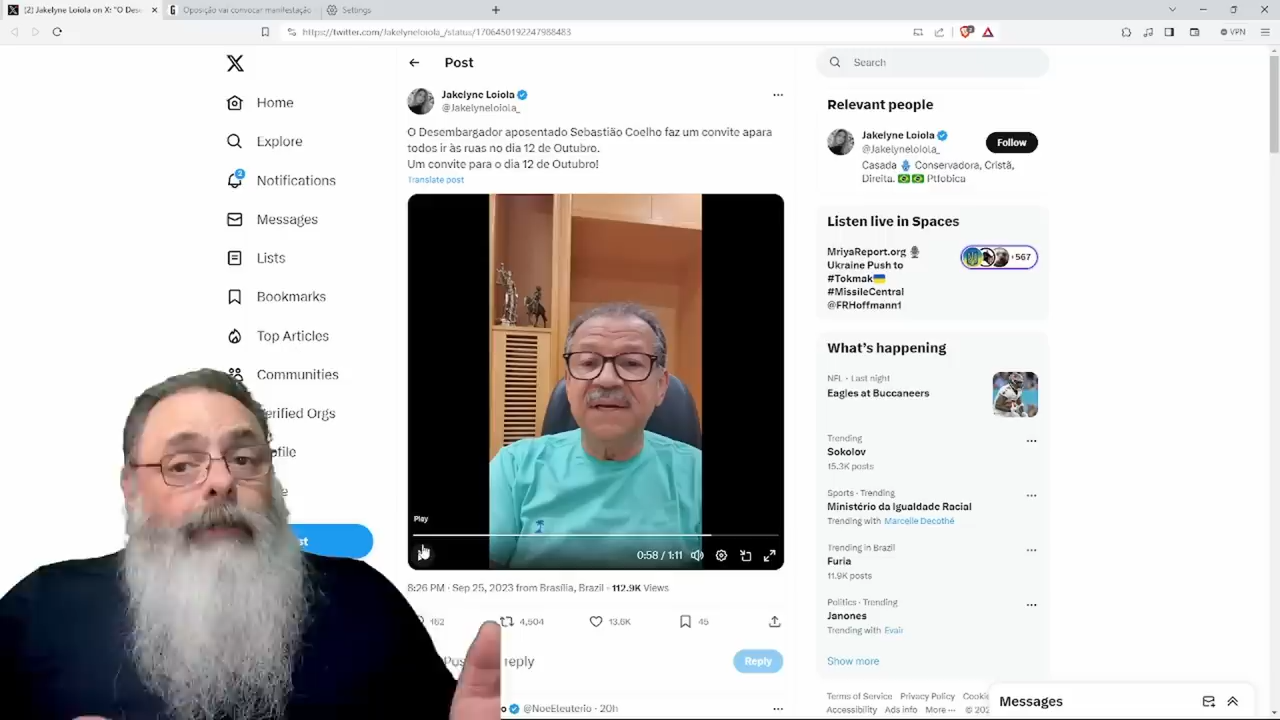 (2) Jakelyne Loiola on X: "O Des
Oposição vai convocar manifestação
Settings
https://twitter.com/Jakelyneloiola_/status/1706450192247988483
VPN
Home
Explore
2
Notifications
Messages
Lists
Bookmarks
Top Articles
Communities
erified Orgs
Post
Jakelyne Loiola
@Jakelyneloiola_
O Desembargador aposentado Sebastião Coelho faz um convite apara
todos ir às ruas no dia 12 de Outubro.
Um convite para o dia 12 de Outubro!
Translate post
Play
0:58 / 1:11
8:26 PM · Sep 25, 2023 from Brasília, Brazil · 112.9K Views
162
4,504
13.6K
45
reply
Reply
@NoEleuterio · 20h
Search
Relevant people
Jakelyne Loiola
@Jakelyneloiola_
Follow
Casada Conservadora, Cristã,
Direita. Ptfobica
Listen live in Spaces
MriyaReport.org
Ukraine Push to
#Tokmak
#MissileCentral
@FRHoffmann1
+567
What's happening
NFL · Last night
Eagles at Buccaneers
Trending
Sokolov
15.3K posts
Sports · Trending
Ministério da Igualdade Racial
Trending with Marcelle Decothé
Trending in Brazil
Furia
11.9K posts
Politics · Trending
Janones
Trending with Evair
Show more
Terms of Service Privacy Policy Cookie
Accessibility Ads info More ··· © 202
Messages